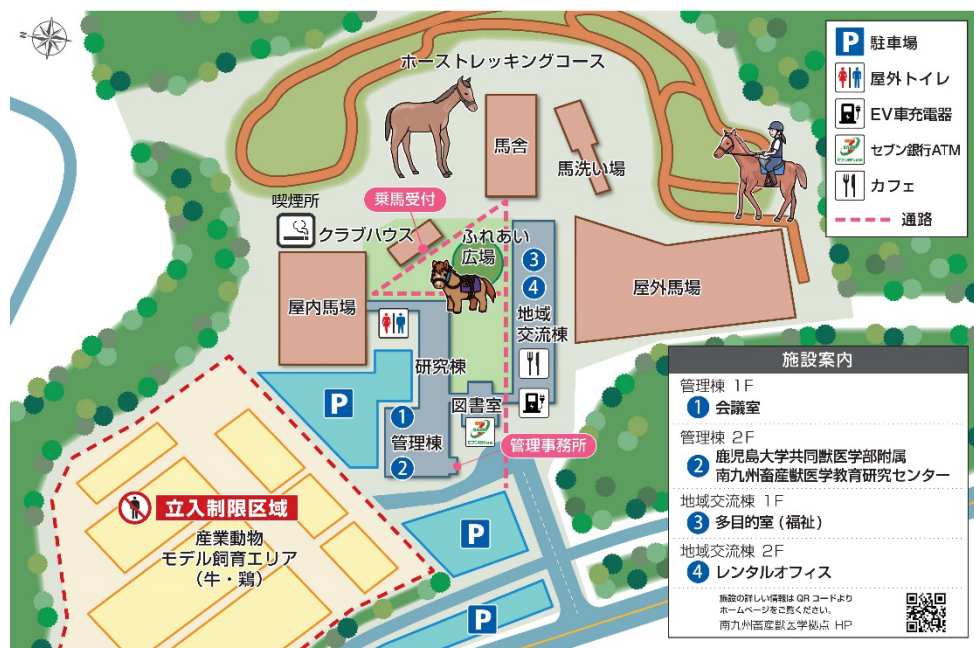 N
ホーストレッキングコース
馬舎
馬洗い場
乗馬受付
喫煙所
クラブハウス
ふれあい
広場
屋内馬場
3
4
地域
交流棟
屋外馬場
研究棟
P
1
図書室
7
セブン銀行
管理棟
2
管理事務所
立入制限区域
産業動物
モデル飼育エリア
(牛・鶏)
P
P
P 駐車場
屋外トイレ
EV車充電器
7 セブン銀行ATM
カフェ
通路
施設案内
管理棟 1F
1 会議室
管理棟 2F
2 鹿児島大学共同獣医学部附属
南九州畜産獣医学教育研究センター
地域交流棟 1F
3 多目的室(福祉)
地域交流棟 2F
4 レンタルオフィス
施設の詳しい情報はQRコードより
ホームページをご覧ください。
南九州畜産獣医学拠点 HP